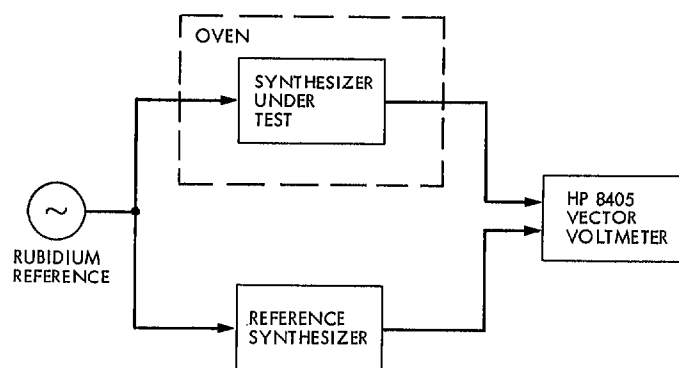 OVEN
SYNTHESIZER
UNDER
TEST
HP 8405
VECTOR
VOLTMETER
~
RUBIDIUM
REFERENCE
REFERENCE
SYNTHESIZER